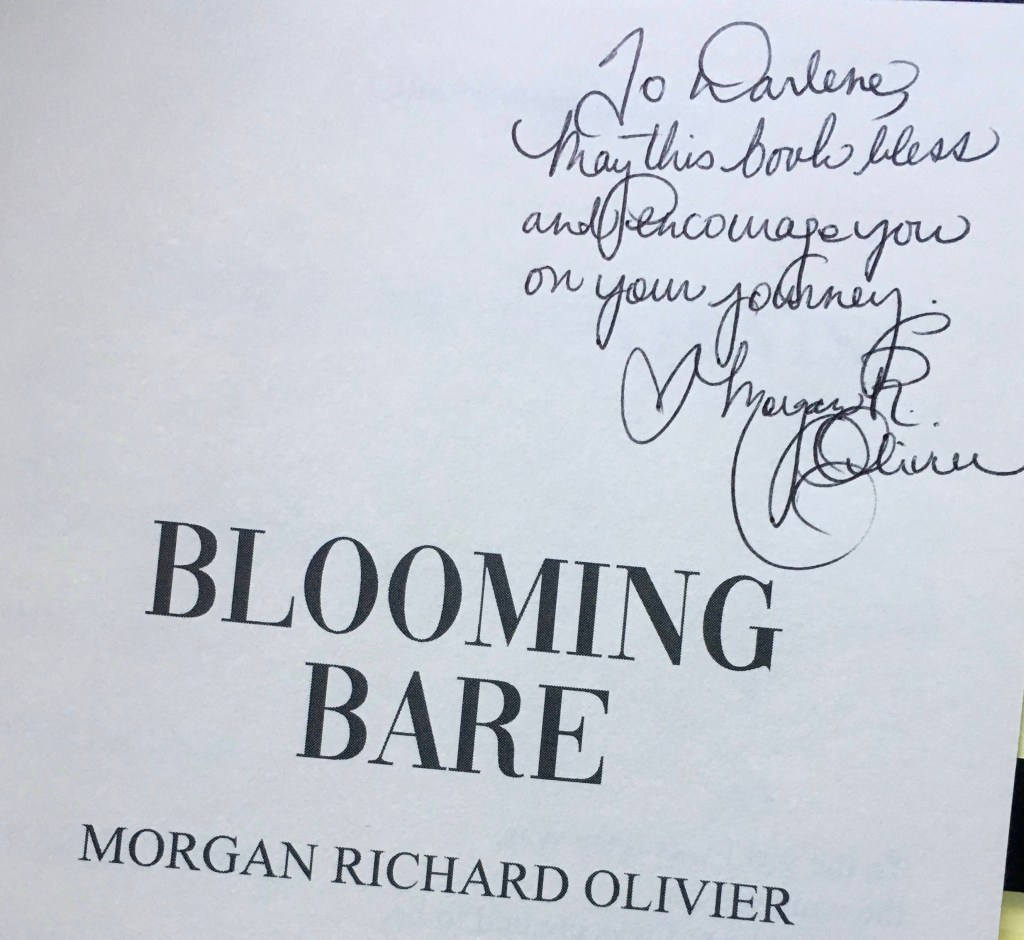 To Darlene,
May this book bless
and encourage you
on your journey.
♡ Morgan R.
Olivier
BLOOMING
BARE
MORGAN RICHARD OLIVIER